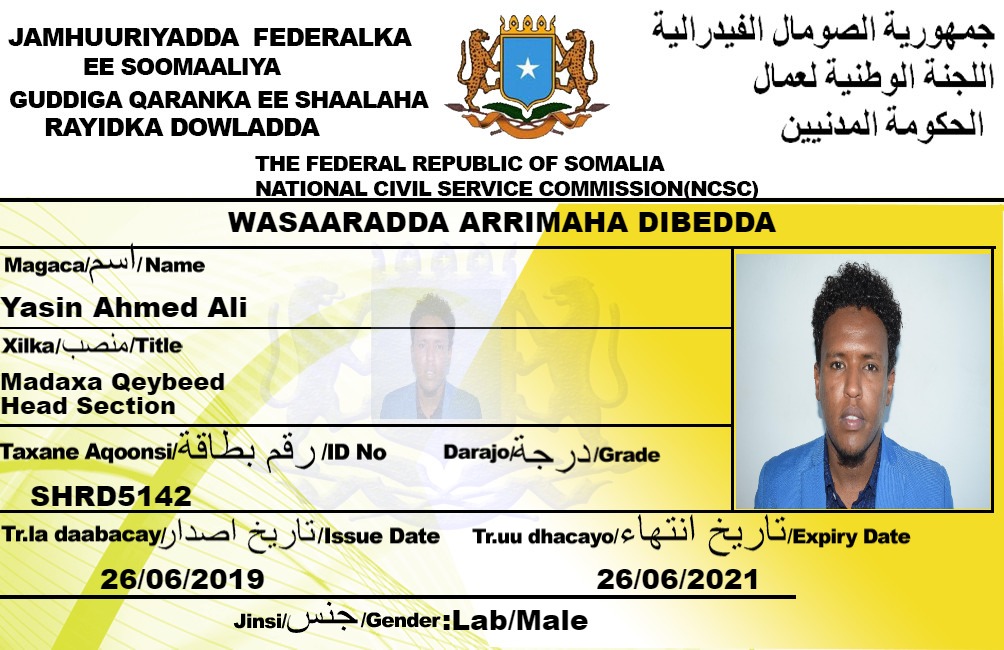 JAMHUURIYADDA FEDERALKA
EE SOOMAALIYA
GUDDIGA QARANKA EE SHAALAHA
RAYIDKA DOWLADDA
جمهورية الصومال الفيدرالية
اللجنة الوطنية لعمال
الحكومة المدنيين
THE FEDERAL REPUBLIC OF SOMALIA
NATIONAL CIVIL SERVICE COMMISSION(NCSC)
WASAARADDA ARRIMAHA DIBEDDA
Magaca/اسم/Name
Yasin Ahmed Ali
Xilka/منصب/Title
Madaxa Qeybeed
Head Section
Taxane Aqoonsi/رقم بطاقة/ID No
Darajo/درجة/Grade
SHRD5142
Tr.la daabacay/تاريخ اصدار/Issue Date
Tr.uu dhacayo/تاريخ انتهاء/Expiry Date
26/06/2019
26/06/2021
Jinsi/جنس/Gender:Lab/Male